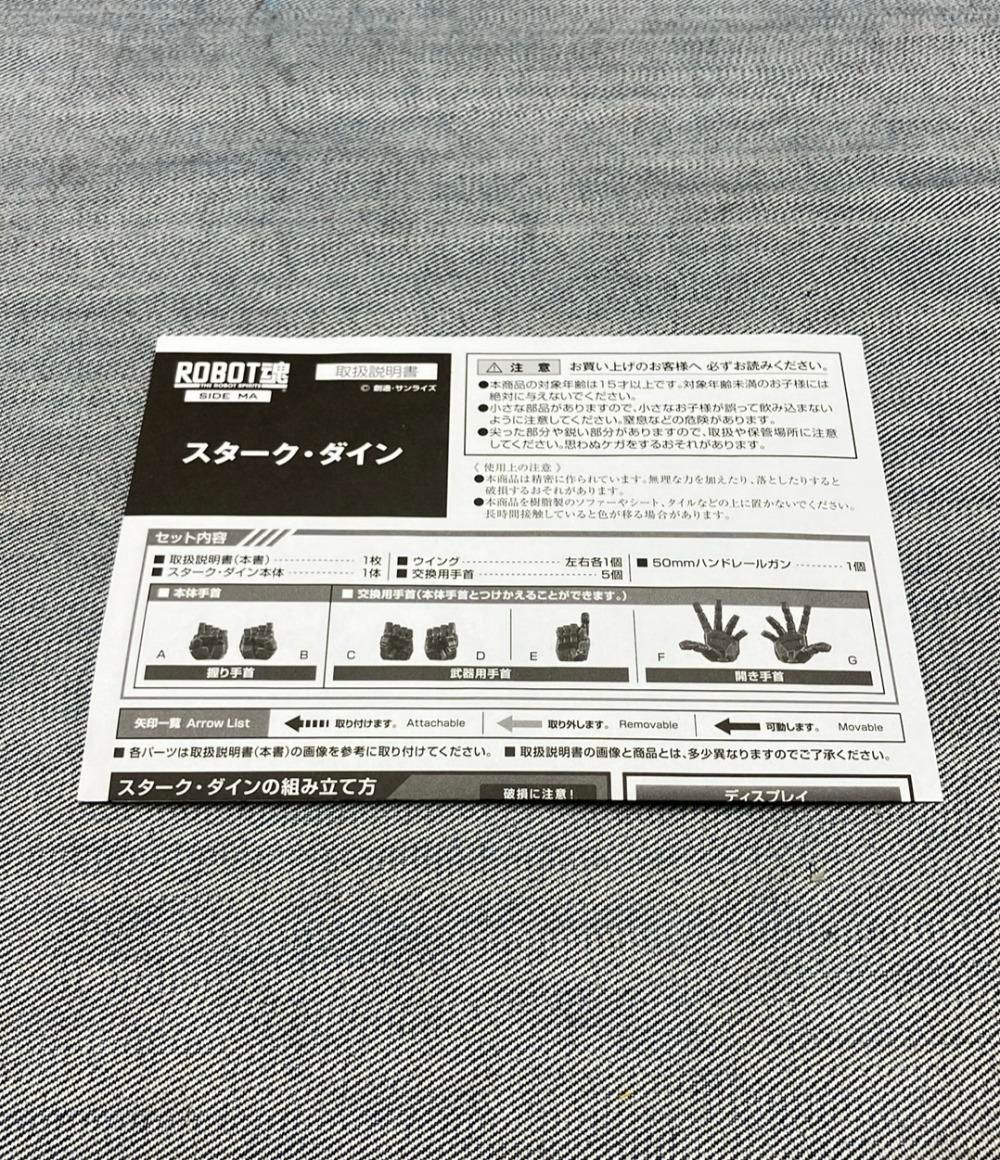 ROBOT魂
THE ROBOT SPIRITS
SIDE MA
取扱説明書
© 創通・サンライズ
スターク・ダイン
⚠ 注 意 お買い上げのお客様へ 必ずお読みください。
●本商品の対象年齢は15才以上です。対象年齢未満のお子様には
絶対に与えないでください。
●小さな部品がありますので、小さなお子様が誤って飲み込まない
ように注意してください。窒息などの危険があります。
●尖った部分や鋭い部分がありますので、取扱や保管場所に注意
してください。思わぬケガをするおそれがあります。
《 使用上の注意 》
●本商品は精密に作られています。無理な力を加えたり、落としたりすると
破損するおそれがあります。
●本商品を樹脂製のソファーやシート、タイルなどの上に置かないでください。
長時間接触していると色が移る場合があります。
セット内容
■ 取扱説明書(本書) 1枚
■ スターク・ダイン本体 1体
■ ウイング 左右各1個
■ 交換用手首 5個
■ 50mmハンドレールガン 1個
■ 本体手首
■ 交換用手首(本体手首とつけかえることができます。)
A B C D E F G
握り手首
武器用手首
開き手首
矢印一覧 Arrow List
取り付けます。 Attachable
取り外します。 Removable
可動します。 Movable
■ 各パーツは取扱説明書(本書)の画像を参考に取り付けてください。 ■ 取扱説明書の画像と商品とは、多少異なりますのでご了承ください。
スターク・ダインの組み立て方
破損に注意!
ディスプレイ